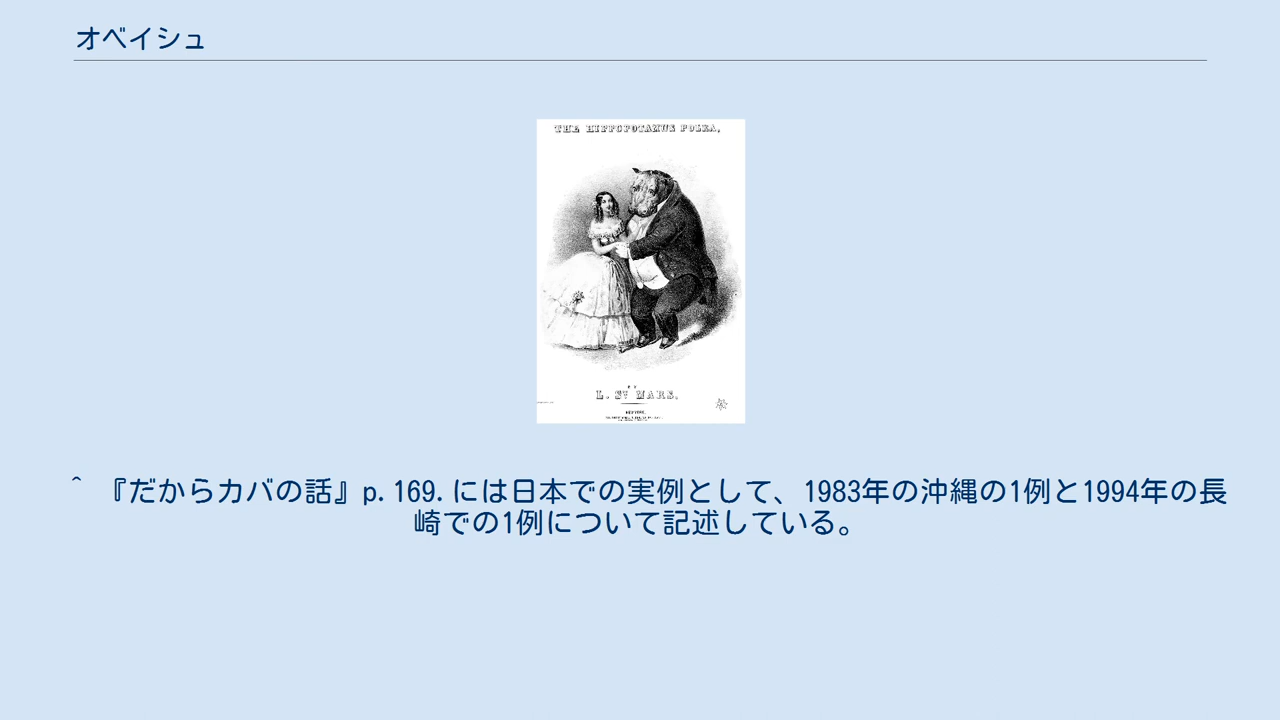 オベイシュ
THE HIPPOPOTAMUS POLKA,
BY
L. ST. MARS.
NEW YORK.
^ 『だからカバの話』p.169.には日本での実例として、1983年の沖縄の1例と1994年の長
崎での1例について記述している。